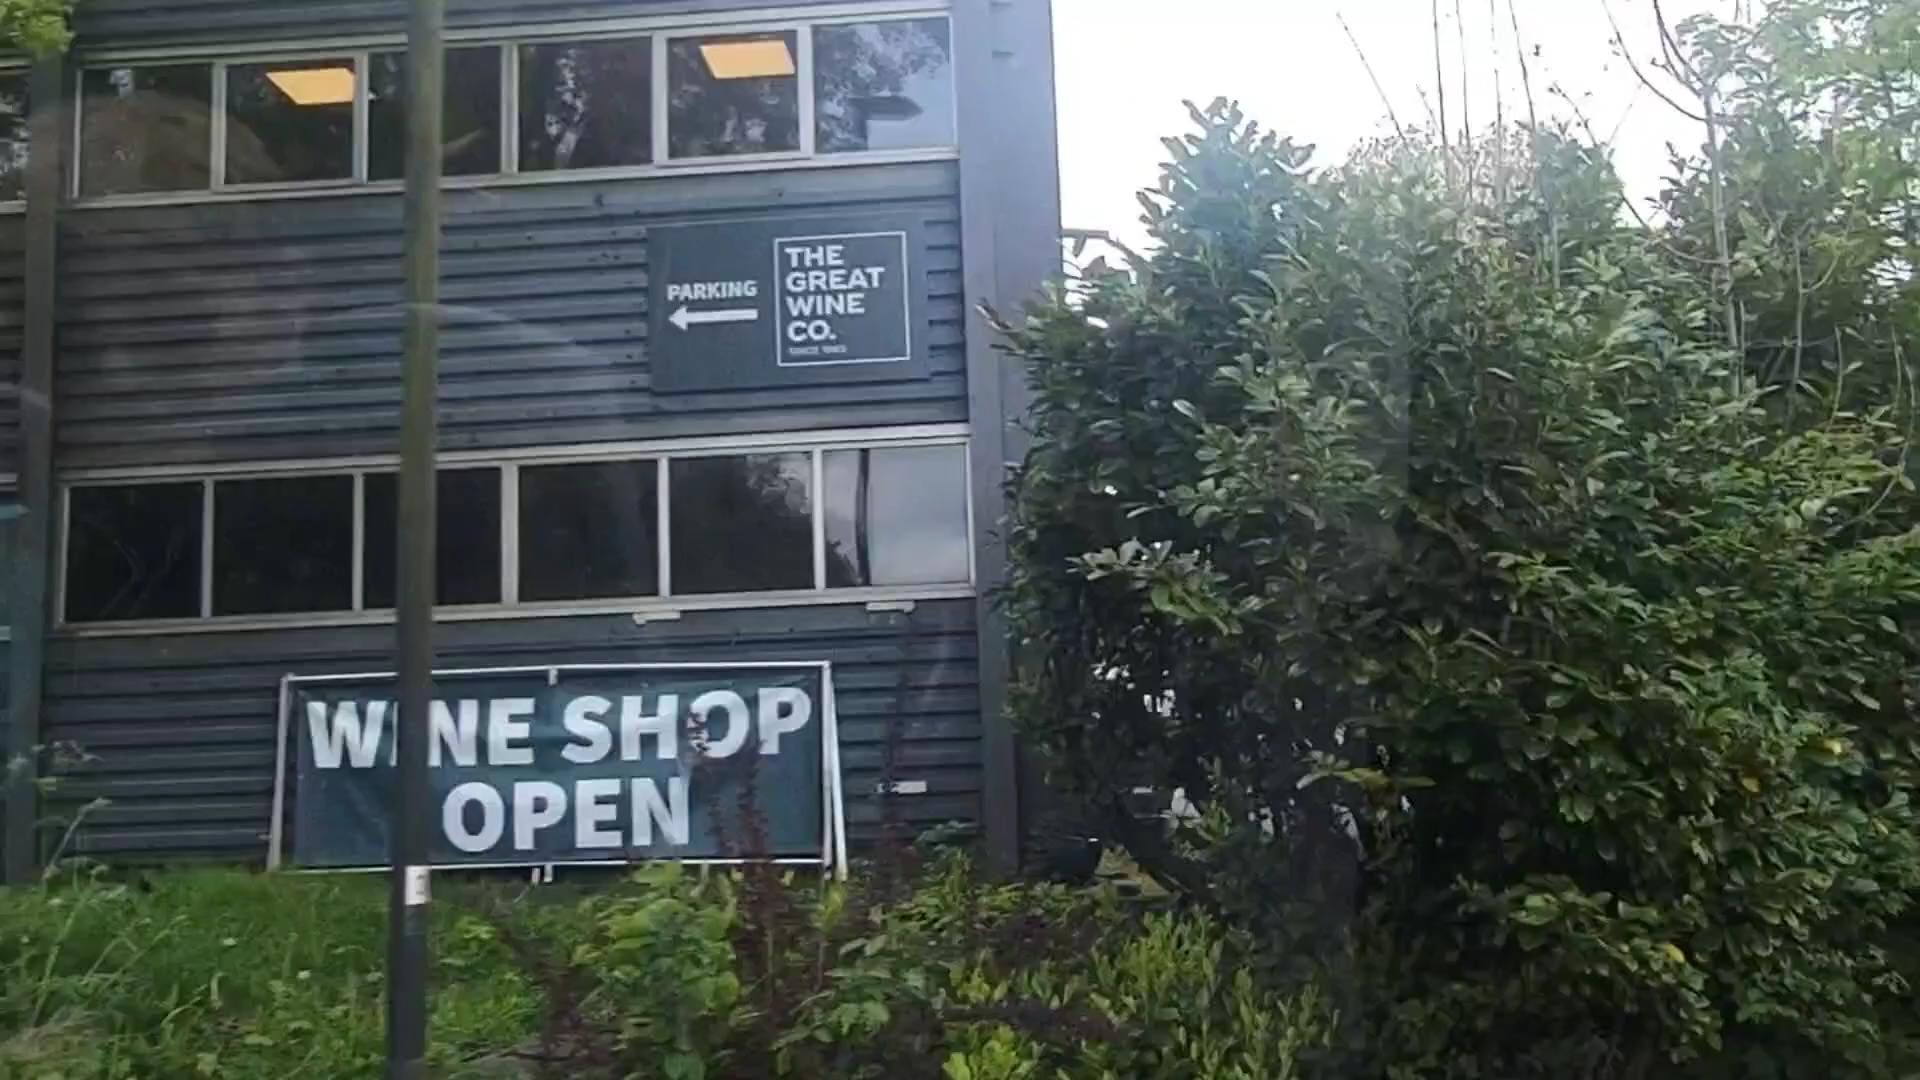 PARKING
THE
GREAT
WINE
CO.
WINE SHOP
OPEN